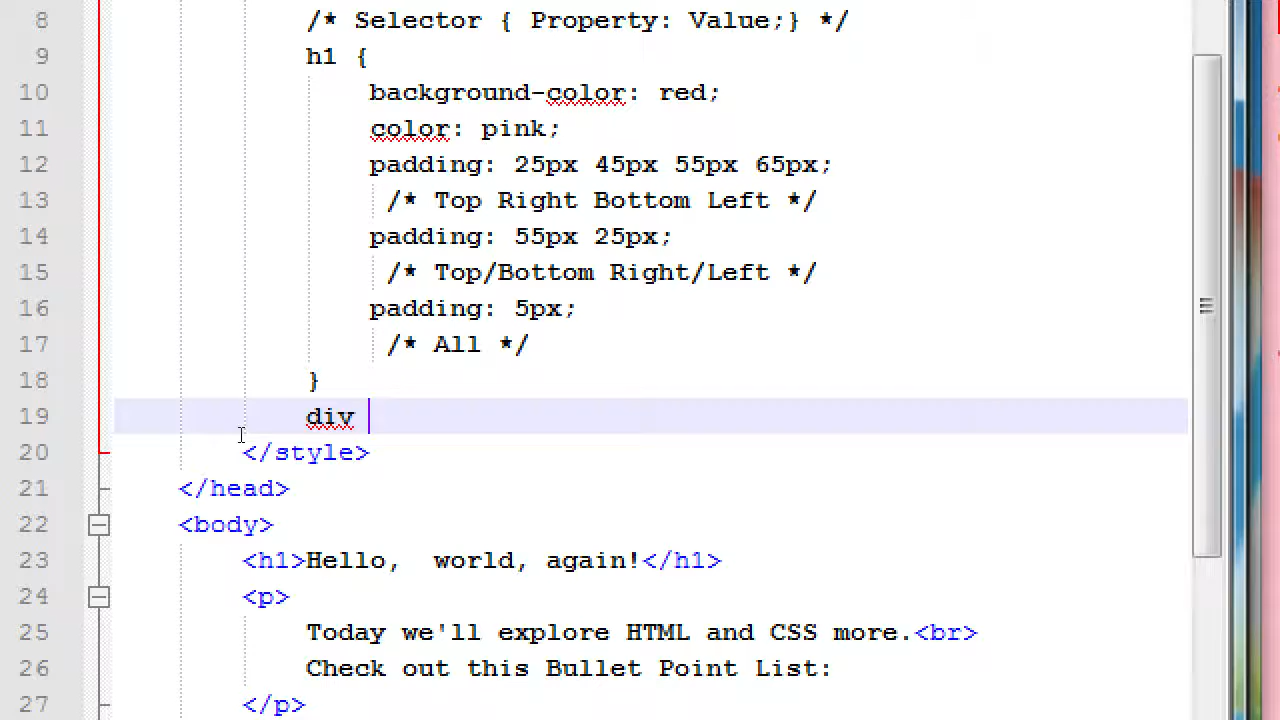 8 /* Selector { Property: Value;} */
9 h1 {
10 background-color: red;
11 color: pink;
12 padding: 25px 45px 55px 65px;
13 /* Top Right Bottom Left */
14 padding: 55px 25px;
15 /* Top/Bottom Right/Left */
16 padding: 5px;
17 /* All */
18 }
19 div
20 </style>
21 </head>
22 <body>
23 <h1>Hello,  world, again!</h1>
24 <p>
25 Today we'll explore HTML and CSS more.<br>
26 Check out this Bullet Point List:
27 </p>